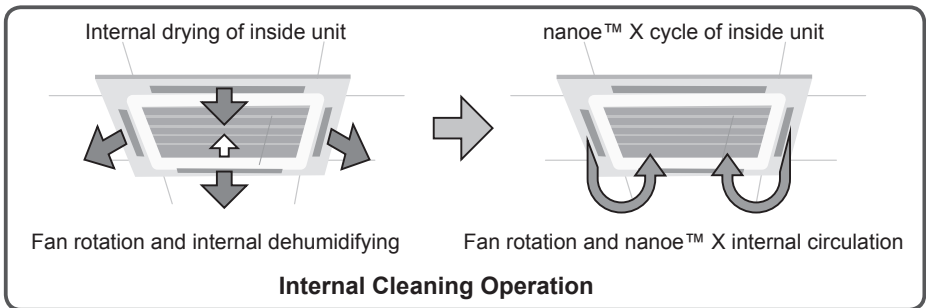 Internal drying of inside unit
nanoe™ X cycle of inside unit
Fan rotation and internal dehumidifying
Fan rotation and nanoe™ X internal circulation
Internal Cleaning Operation